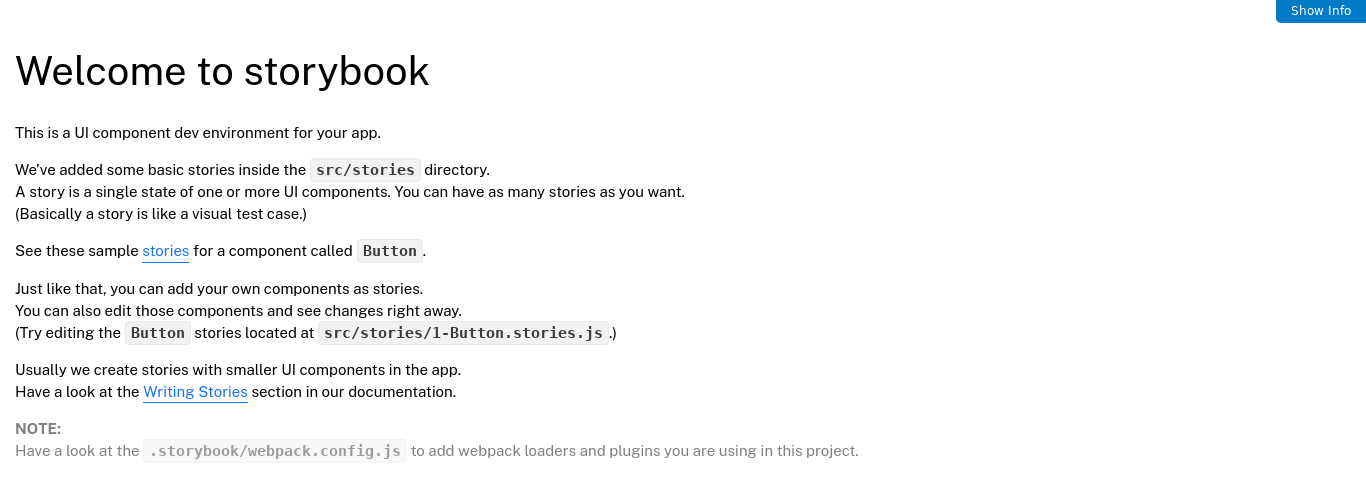 Show Info
Welcome to storybook
This is a UI component dev environment for your app.
We've added some basic stories inside the src/stories directory.
A story is a single state of one or more UI components. You can have as many stories as you want.
(Basically a story is like a visual test case.)
See these sample stories for a component called Button.
Just like that, you can add your own components as stories.
You can also edit those components and see changes right away.
(Try editing the Button stories located at src/stories/1-Button.stories.js.)
Usually we create stories with smaller UI components in the app.
Have a look at the Writing Stories section in our documentation.
NOTE:
Have a look at the .storybook/webpack.config.js to add webpack loaders and plugins you are using in this project.